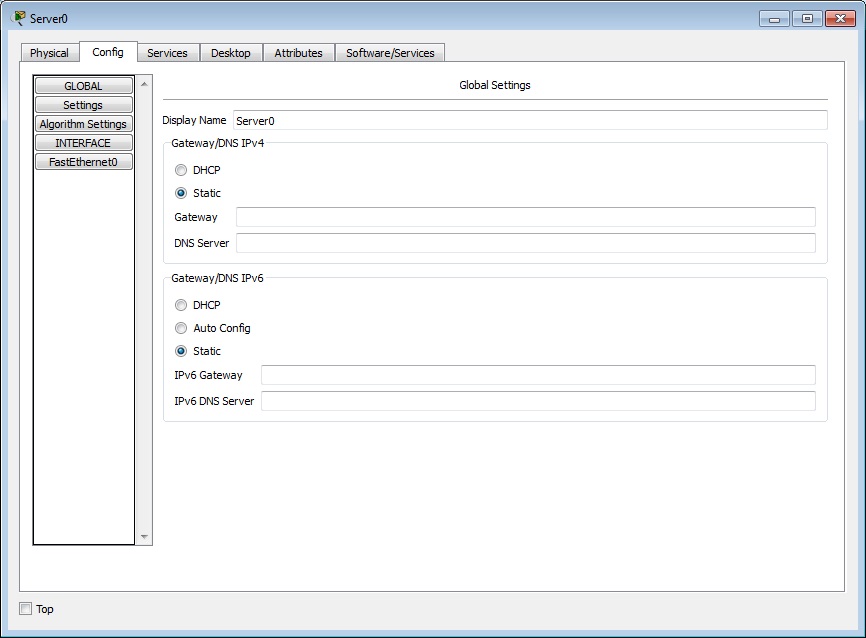 Server0
Physical Config Services Desktop Attributes Software/Services
GLOBAL
Settings
Algorithm Settings
INTERFACE
FastEthernet0
Global Settings
Display Name Server0
Gateway/DNS IPv4
DHCP
Static
Gateway
DNS Server
Gateway/DNS IPv6
DHCP
Auto Config
Static
IPv6 Gateway
IPv6 DNS Server
Top